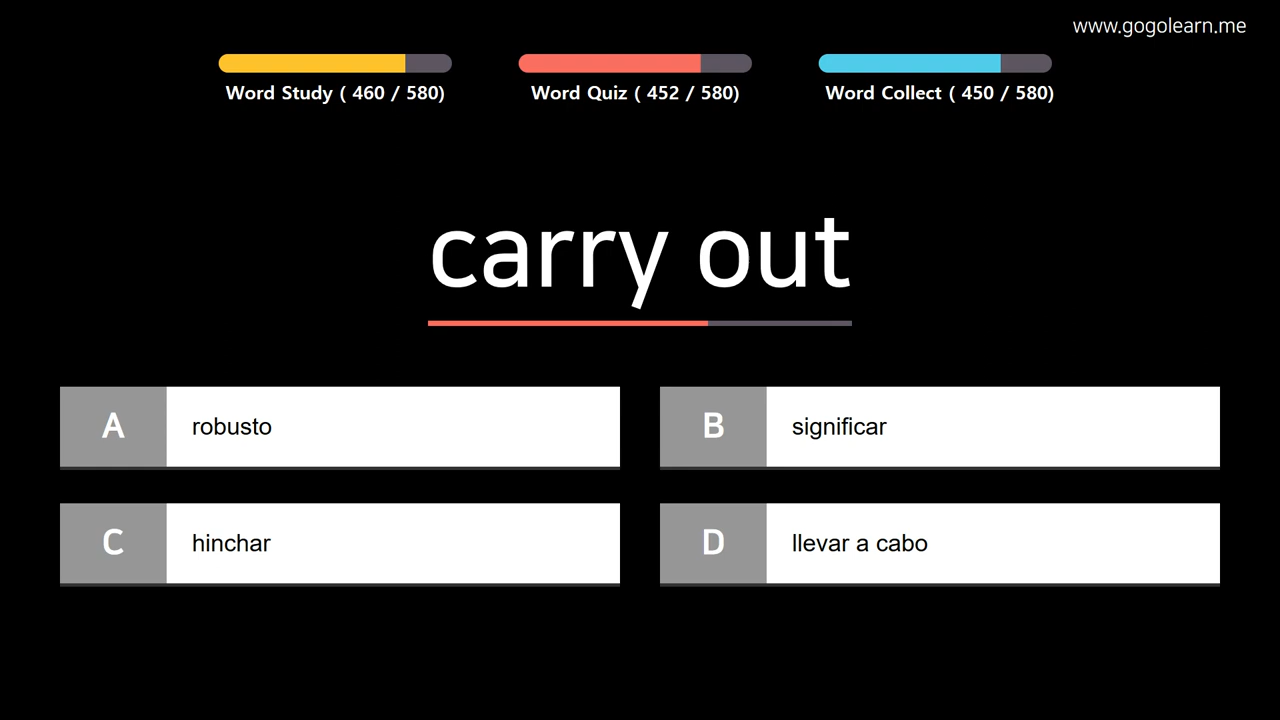 www.gogolearn.me
Word Study ( 460 / 580)
Word Quiz ( 452 / 580)
Word Collect ( 450 / 580)
carry out
A robusto
B significar
C hinchar
D llevar a cabo